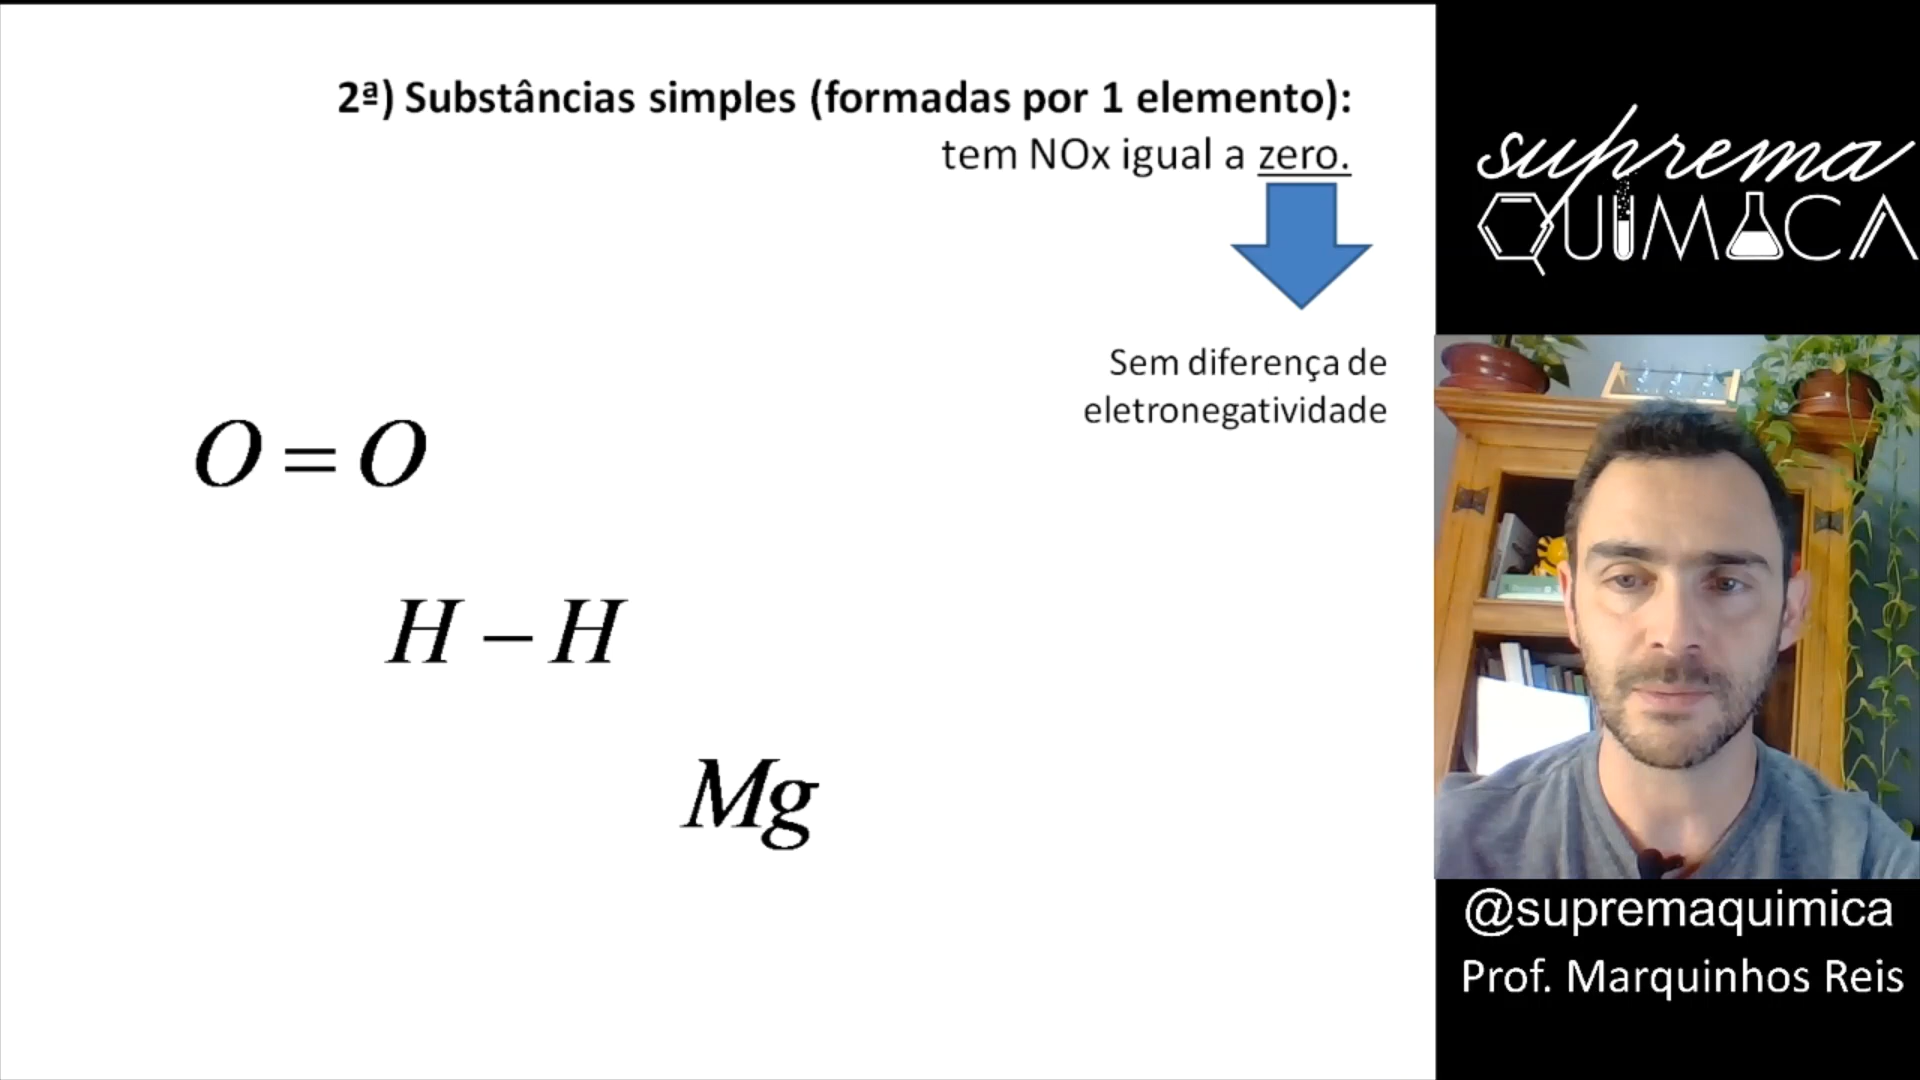 2ª) Substâncias simples (formadas por 1 elemento):
tem NOx igual a zero.
Sem diferença de
eletronegatividade
O = O
H – H
Mg
suprema
QUIMICA
@supremaquimica
Prof. Marquinhos Reis